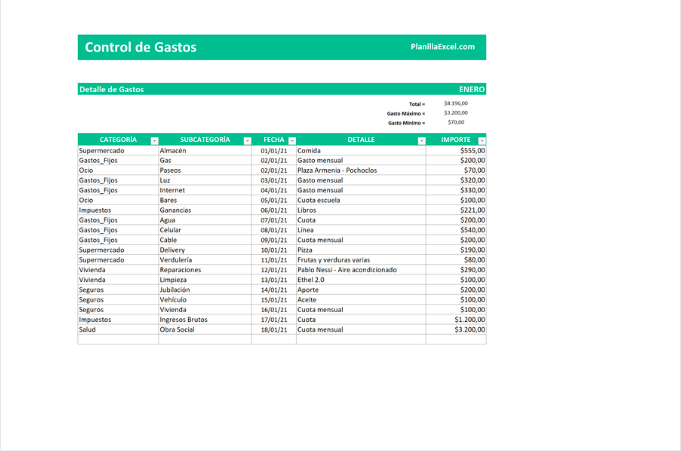 Control de Gastos PlanillaExcel.com
Detalle de Gastos ENERO
Total = $8.196,00
Gasto Máximo = $3.200,00
Gasto Mínimo = $70,00
CATEGORÍA SUBCATEGORÍA FECHA DETALLE IMPORTE
Supermercado Almacén 01/01/21 Comida $555,00
Gastos_Fijos Gas 02/01/21 Gasto mensual $200,00
Ocio Paseos 02/01/21 Plaza Armenia - Pochoclos $70,00
Gastos_Fijos Luz 03/01/21 Gasto mensual $320,00
Gastos_Fijos Internet 04/01/21 Gasto mensual $330,00
Ocio Bares 05/01/21 Cuota escuela $100,00
Impuestos Ganancias 06/01/21 Libros $221,00
Gastos_Fijos Agua 07/01/21 Cuota $200,00
Gastos_Fijos Celular 08/01/21 Línea $540,00
Gastos_Fijos Cable 09/01/21 Cuota mensual $200,00
Supermercado Delivery 10/01/21 Pizza $190,00
Supermercado Verdulería 11/01/21 Frutas y verduras varias $80,00
Vivienda Reparaciones 12/01/21 Pablo Nessi - Aire acondicionado $290,00
Vivienda Limpieza 13/01/21 Ethel 2.0 $100,00
Seguros Jubilación 14/01/21 Aporte $200,00
Seguros Vehículo 15/01/21 Aceite $100,00
Seguros Vivienda 16/01/21 Cuota mensual $100,00
Impuestos Ingresos Brutos 17/01/21 Cuota $1.200,00
Salud Obra Social 18/01/21 Cuota mensual $3.200,00